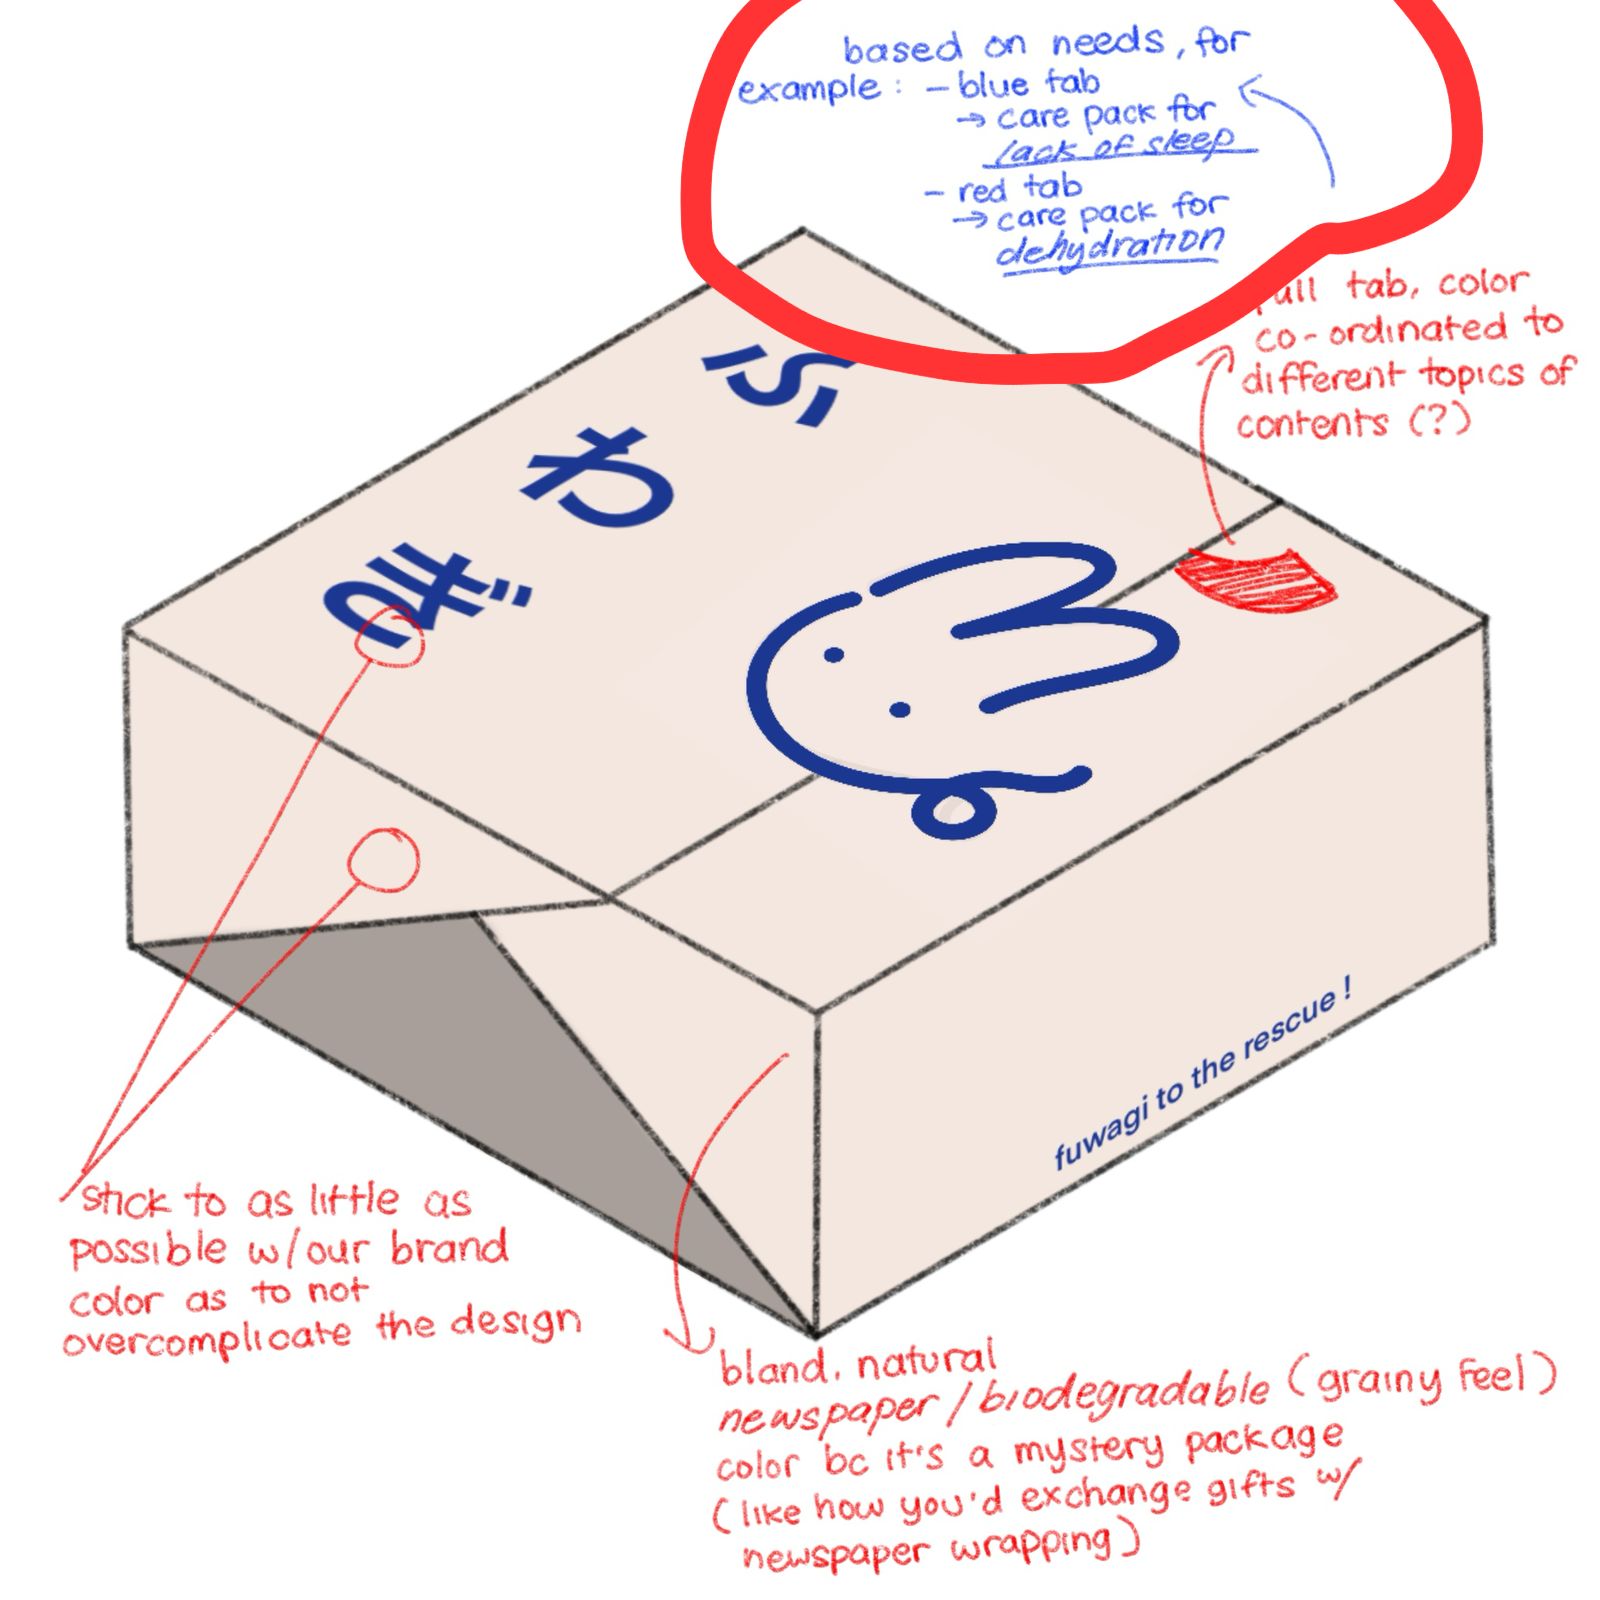 based on needs, for
example: - blue tab
→ care pack for
lack of sleep
- red tab
→ care pack for
dehydration
pull tab, color
co-ordinated to
different topics of
contents (?)
ふわぎ
fuwagi to the rescue !
stick to as little as
possible w/our brand
color as to not
overcomplicate the design
bland, natural
newspaper / biodegradable (grainy feel)
color bc it's a mystery package
(like how you'd exchange gifts w/
newspaper wrapping)